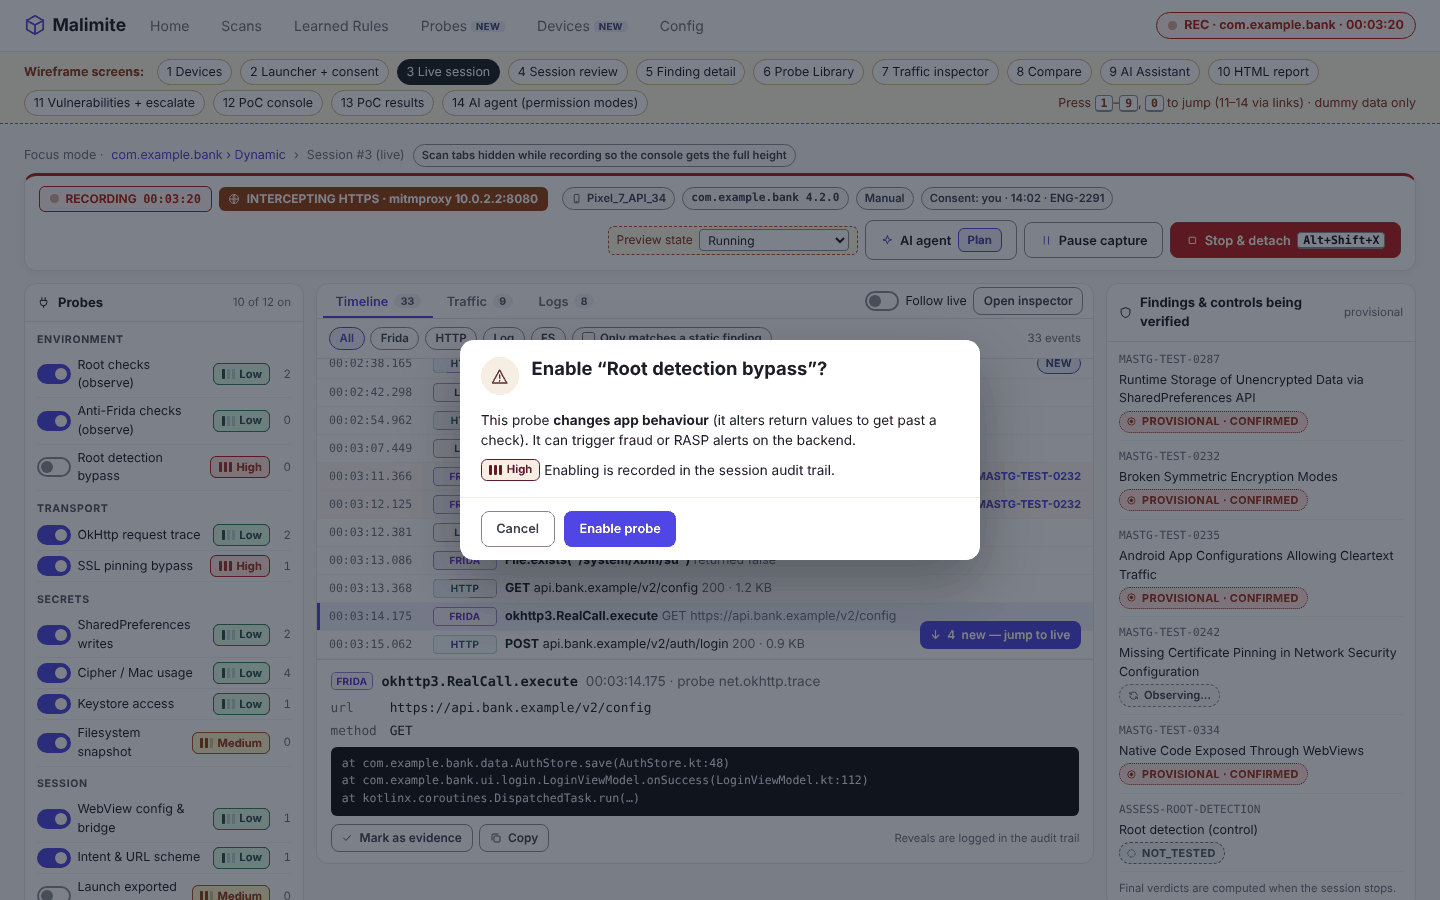 Malimite Home Scans Learned Rules Probes NEW Devices NEW Config REC · com.example.bank · 00:03:20
Wireframe screens: 1 Devices 2 Launcher + consent 3 Live session 4 Session review 5 Finding detail 6 Probe Library 7 Traffic inspector 8 Compare 9 AI Assistant 10 HTML report
11 Vulnerabilities + escalate 12 PoC console 13 PoC results 14 AI agent (permission modes) Press 1–9, 0 to jump (11–14 via links) · dummy data only
Focus mode · com.example.bank › Dynamic › Session #3 (live) Scan tabs hidden while recording so the console gets the full height
RECORDING 00:03:20 INTERCEPTING HTTPS · mitmproxy 10.0.2.2:8080 Pixel_7_API_34 com.example.bank 4.2.0 Manual Consent: you · 14:02 · ENG-2291
Preview state Running AI agent Plan Pause capture Stop & detach Alt+Shift+X
Probes 10 of 12 on
ENVIRONMENT
Root checks (observe) Low 2
Anti-Frida checks (observe) Low 0
Root detection bypass High 0
TRANSPORT
OkHttp request trace Low 2
SSL pinning bypass High 1
SECRETS
SharedPreferences writes Low 2
Cipher / Mac usage Low 4
Keystore access Low 1
Filesystem snapshot Medium 0
SESSION
WebView config & bridge Low 1
Intent & URL scheme Low 1
Launch exported Medium 0
Timeline 33 Traffic 9 Logs 8 Follow live Open inspector
All Frida HTTP Log FS Only matches a static finding 33 events
00:02:38.165 NEW
00:02:42.298
00:02:54.962
00:03:07.449
00:03:11.366 MASTG-TEST-0232
00:03:12.125 MASTG-TEST-0232
00:03:12.381
00:03:13.086 FRIDA File.exists("/system/xbin/su") returned false
00:03:13.368 HTTP GET api.bank.example/v2/config 200 · 1.2 KB
00:03:14.175 FRIDA okhttp3.RealCall.execute GET https://api.bank.example/v2/config
00:03:15.062 HTTP POST api.bank.example/v2/auth/login 200 · 0.9 KB
4 new — jump to live
Enable “Root detection bypass”?
This probe changes app behaviour (it alters return values to get past a
check). It can trigger fraud or RASP alerts on the backend.
High Enabling is recorded in the session audit trail.
Cancel Enable probe
FRIDA okhttp3.RealCall.execute 00:03:14.175 · probe net.okhttp.trace
url https://api.bank.example/v2/config
method GET
at com.example.bank.data.AuthStore.save(AuthStore.kt:48)
at com.example.bank.ui.login.LoginViewModel.onSuccess(LoginViewModel.kt:112)
at kotlinx.coroutines.DispatchedTask.run(…)
Mark as evidence Copy Reveals are logged in the audit trail
Findings & controls being verified provisional
MASTG-TEST-0287
Runtime Storage of Unencrypted Data via
SharedPreferences API
PROVISIONAL · CONFIRMED
MASTG-TEST-0232
Broken Symmetric Encryption Modes
PROVISIONAL · CONFIRMED
MASTG-TEST-0235
Android App Configurations Allowing Cleartext
Traffic
PROVISIONAL · CONFIRMED
MASTG-TEST-0242
Missing Certificate Pinning in Network Security
Configuration
Observing…
MASTG-TEST-0334
Native Code Exposed Through WebViews
PROVISIONAL · CONFIRMED
ASSESS-ROOT-DETECTION
Root detection (control)
NOT_TESTED
Final verdicts are computed when the session stops.